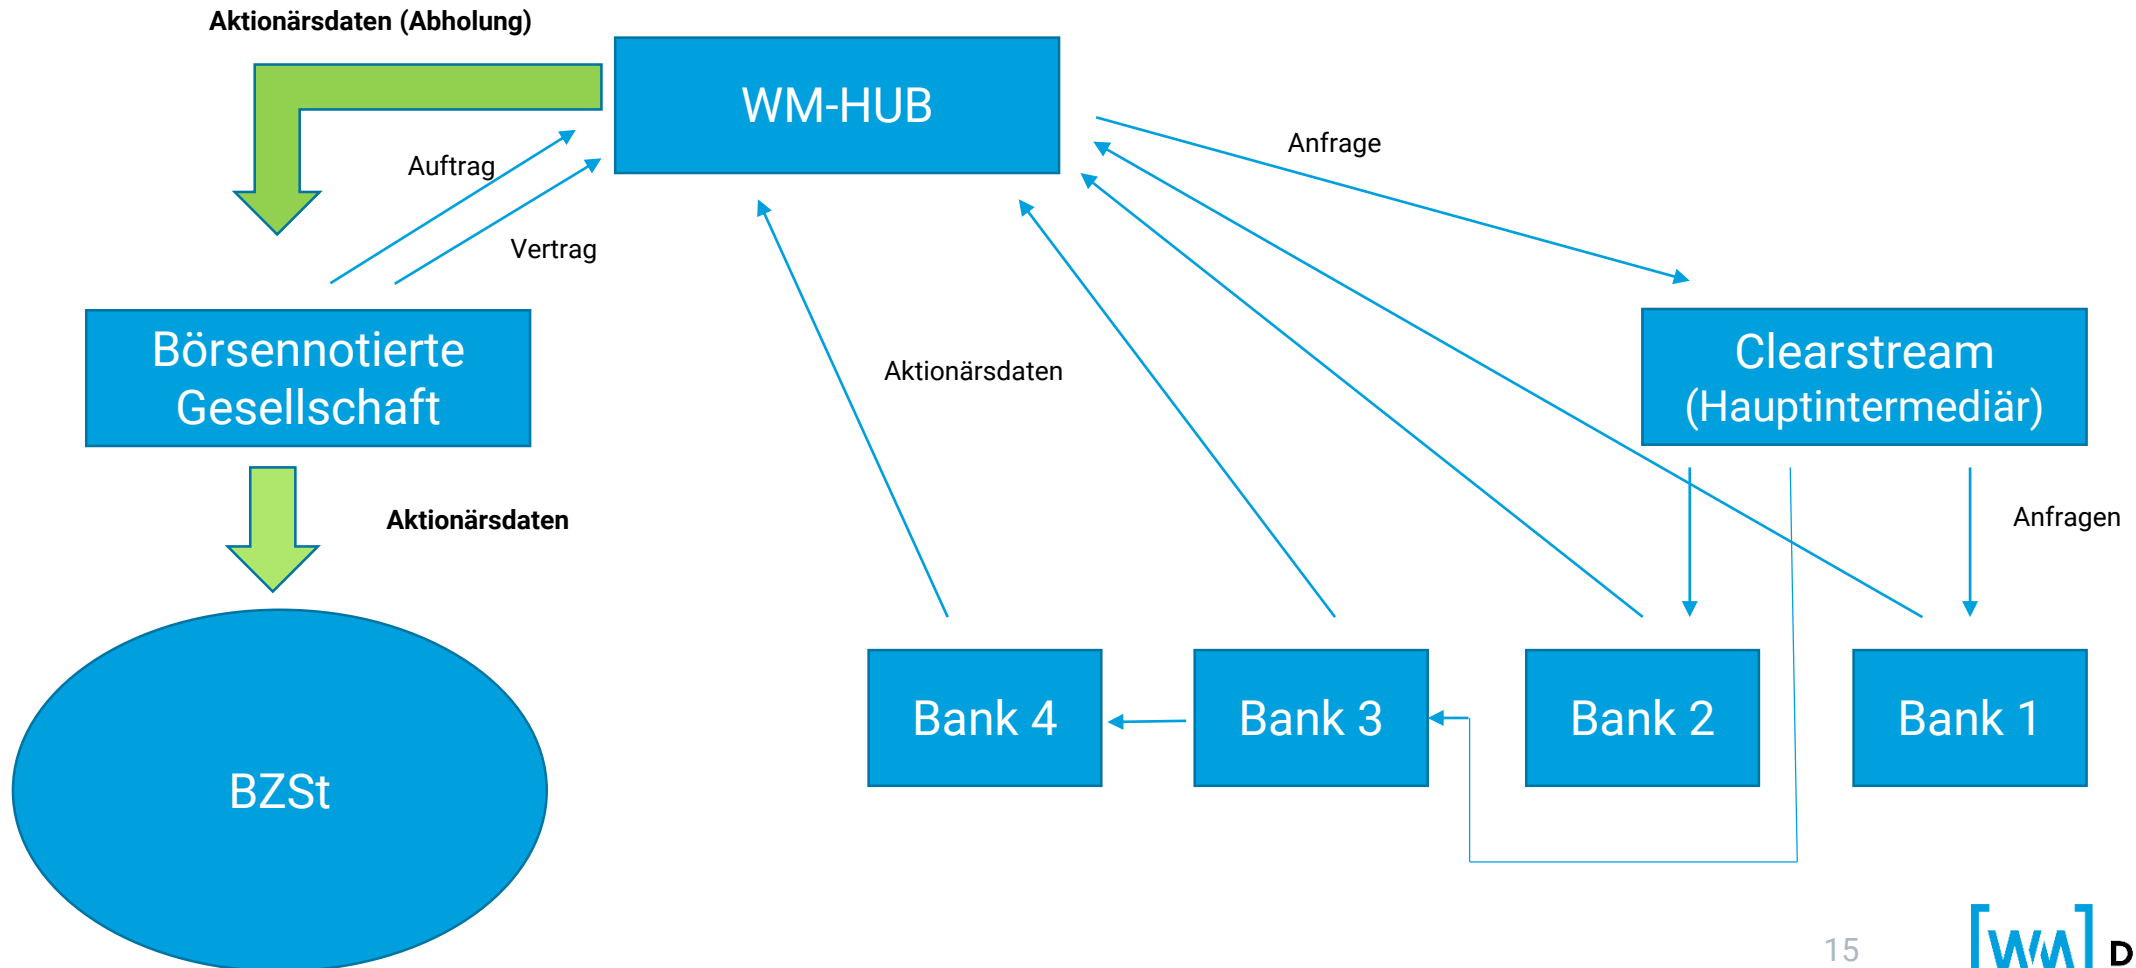 Aktionärsdaten (Abholung)
WM-HUB
Anfrage
Auftrag
Vertrag
Börsennotierte
Gesellschaft
Clearstream
(Hauptintermediär)
Aktionärsdaten
Aktionärsdaten
Anfragen
Bank 4
Bank 3
Bank 2
Bank 1
BZSt
15
[WM] D